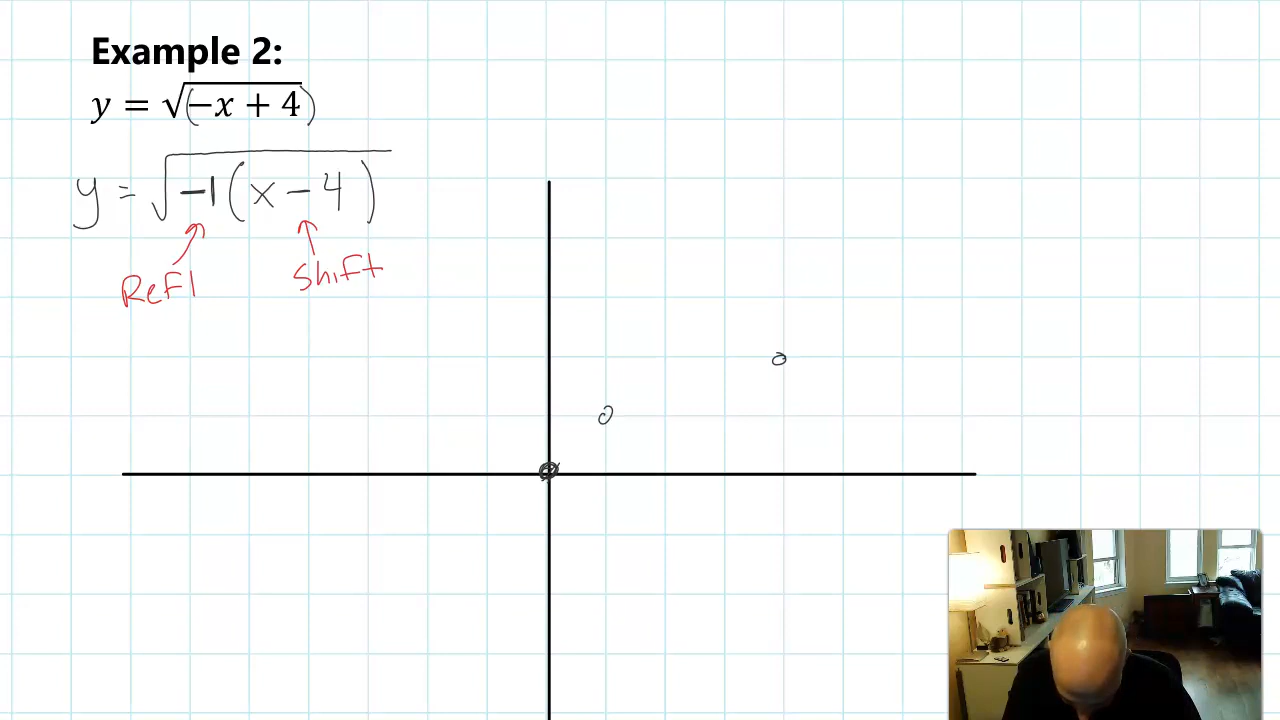 Example 2:
y = √(-x + 4)
y = √-1(x - 4)
Refl
Shift